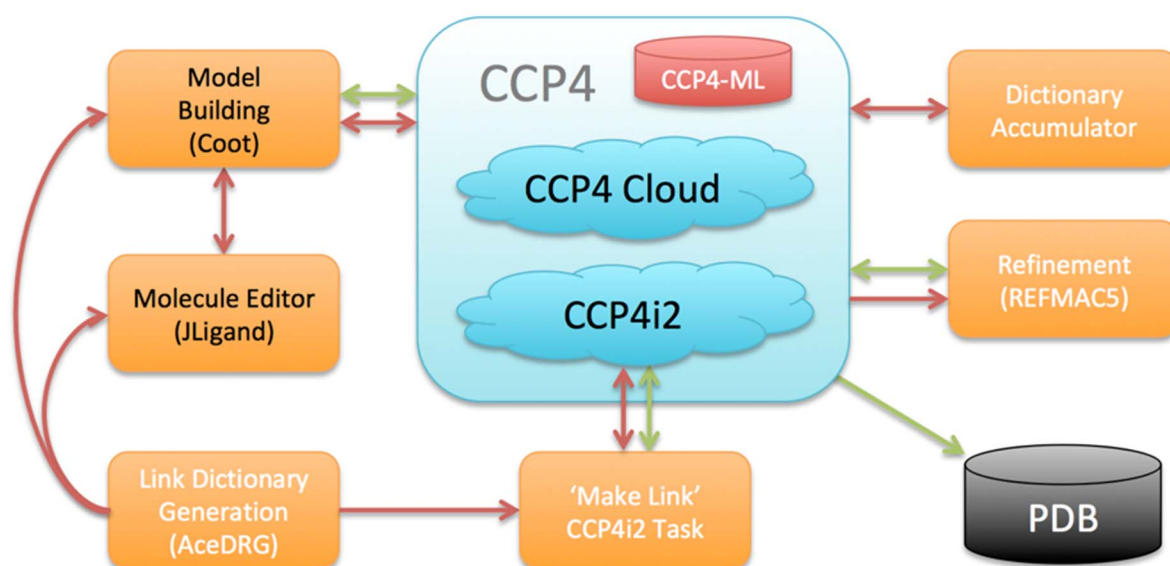 Model
Building
(Coot)
CCP4
CCP4-ML
Dictionary
Accumulator
CCP4 Cloud
Molecule Editor
(JLigand)
CCP4i2
Refinement
(REFMAC5)
Link Dictionary
Generation
(AceDRG)
‘Make Link’
CCP4i2 Task
PDB